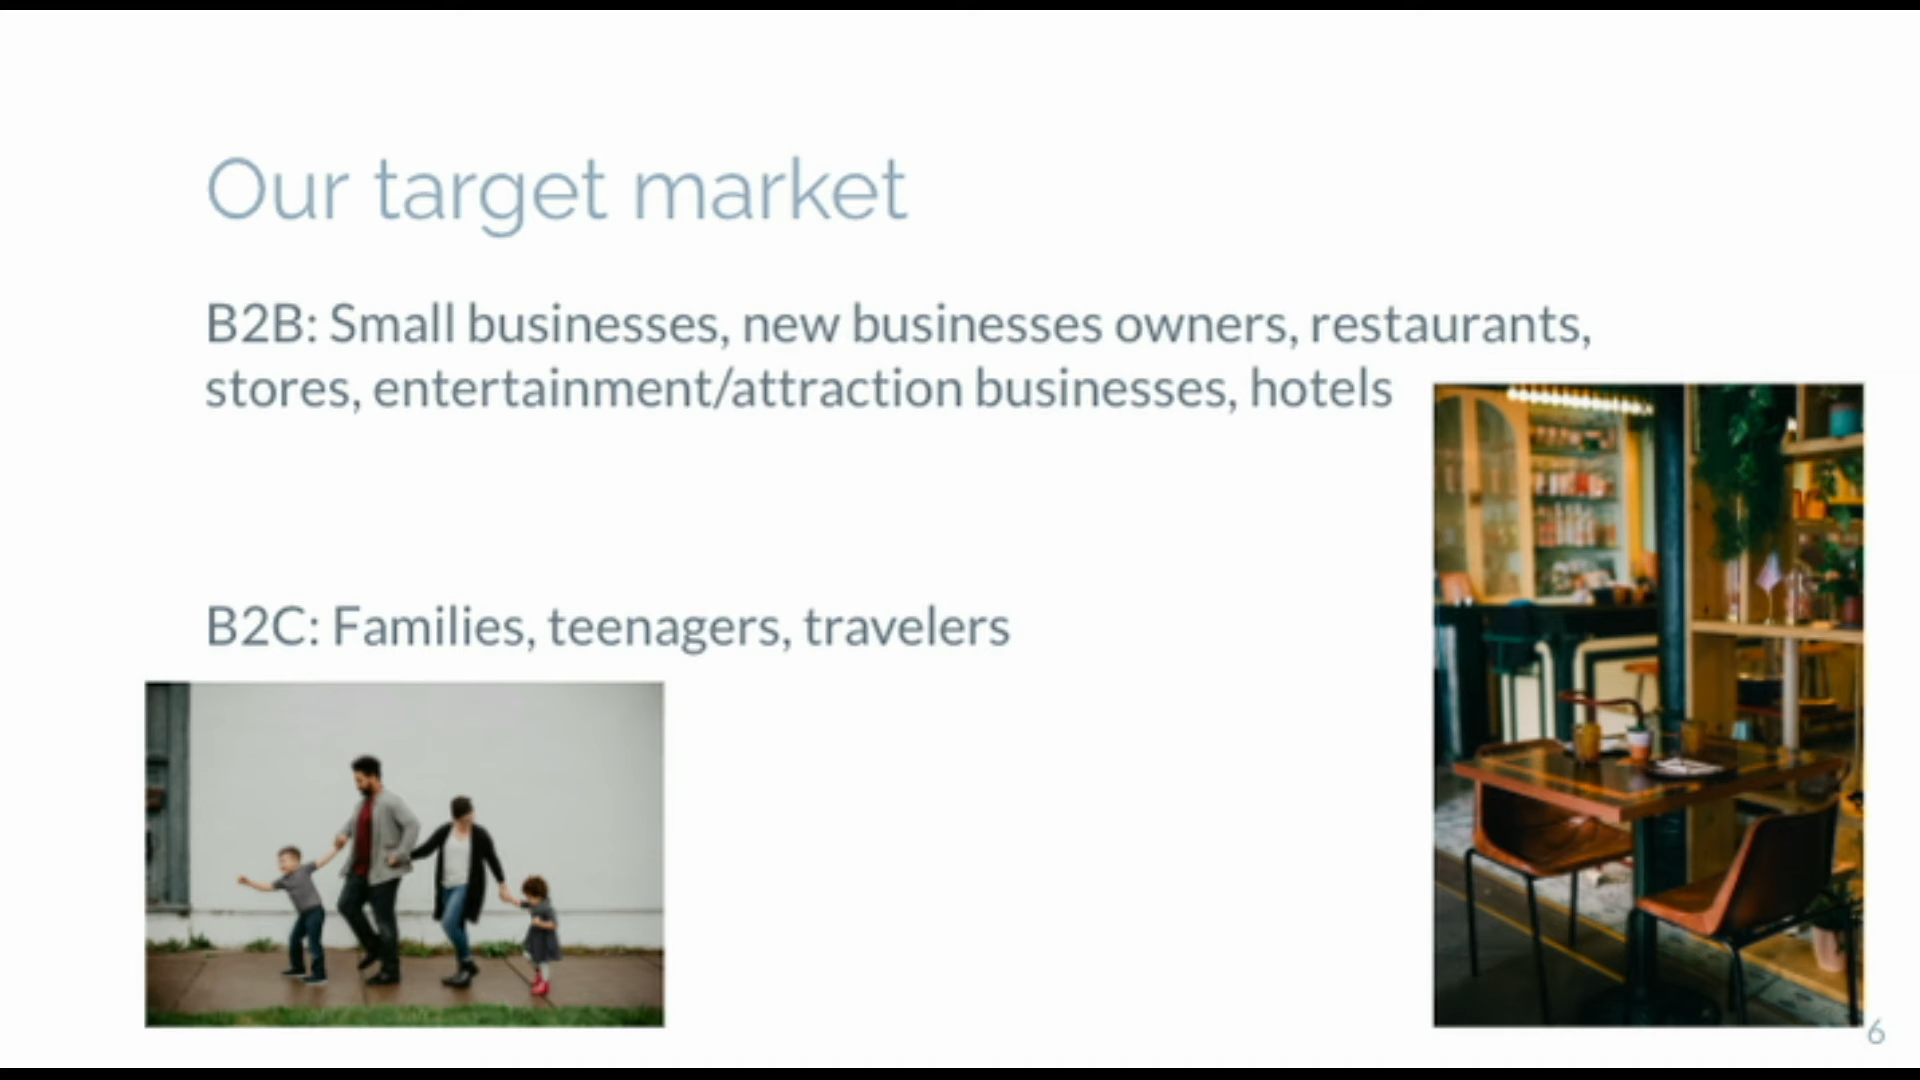 Our target market
B2B: Small businesses, new businesses owners, restaurants,
stores, entertainment/attraction businesses, hotels
B2C: Families, teenagers, travelers
6